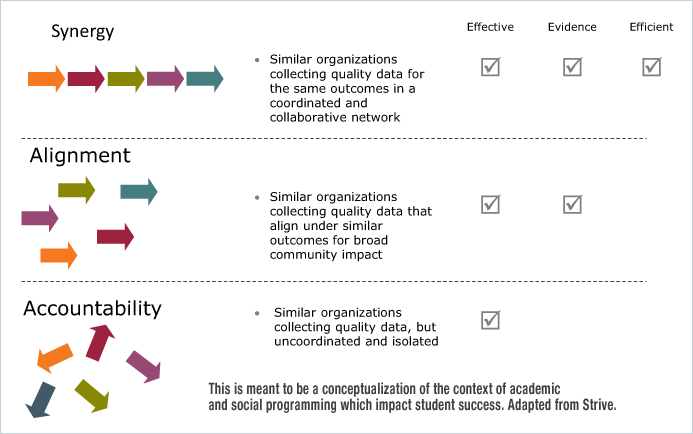 Synergy
Effective Evidence Efficient
• Similar organizations
collecting quality data for
the same outcomes in a
coordinated and
collaborative network
Alignment
• Similar organizations
collecting quality data that
align under similar
outcomes for broad
community impact
Accountability
• Similar organizations
collecting quality data, but
uncoordinated and isolated
This is meant to be a conceptualization of the context of academic
and social programming which impact student success. Adapted from Strive.